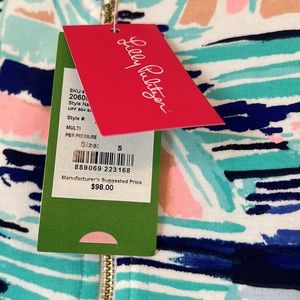 Lilly Pulitzer
SKU
2060
Style Na
UPF 50+
Style #:
MULTI
PIER PRESSURE
Size: S
889069 223168
Manufacturer's Suggested Price
$98.00